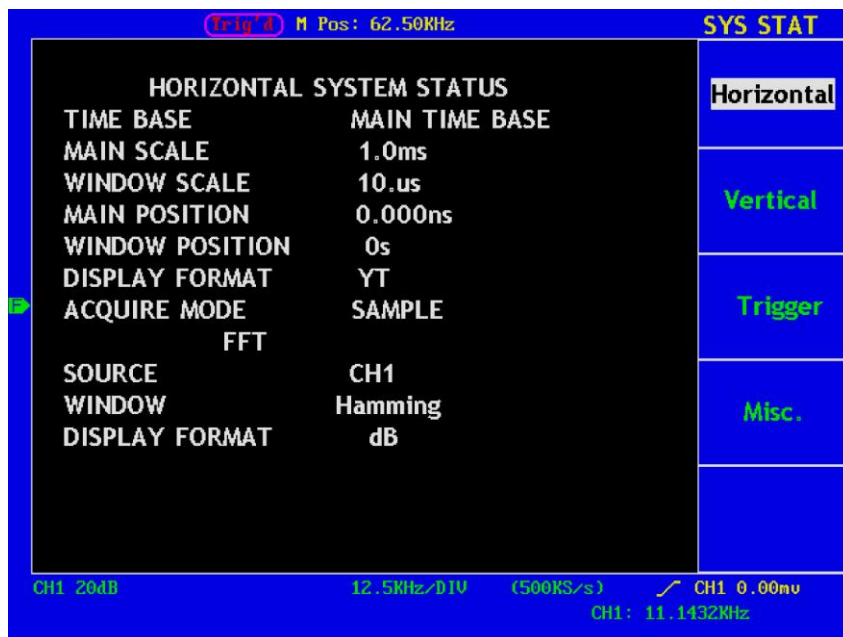 Trig'd M Pos: 62.50KHz SYS STAT
HORIZONTAL SYSTEM STATUS
TIME BASE MAIN TIME BASE
MAIN SCALE 1.0ms
WINDOW SCALE 10.us
MAIN POSITION 0.000ns
WINDOW POSITION 0s
DISPLAY FORMAT YT
ACQUIRE MODE SAMPLE
FFT
SOURCE CH1
WINDOW Hamming
DISPLAY FORMAT dB
Horizontal
Vertical
Trigger
Misc.
F
CH1 20dB 12.5KHz/DIV (500KS/s) CH1 0.00mv
CH1: 11.1432KHz